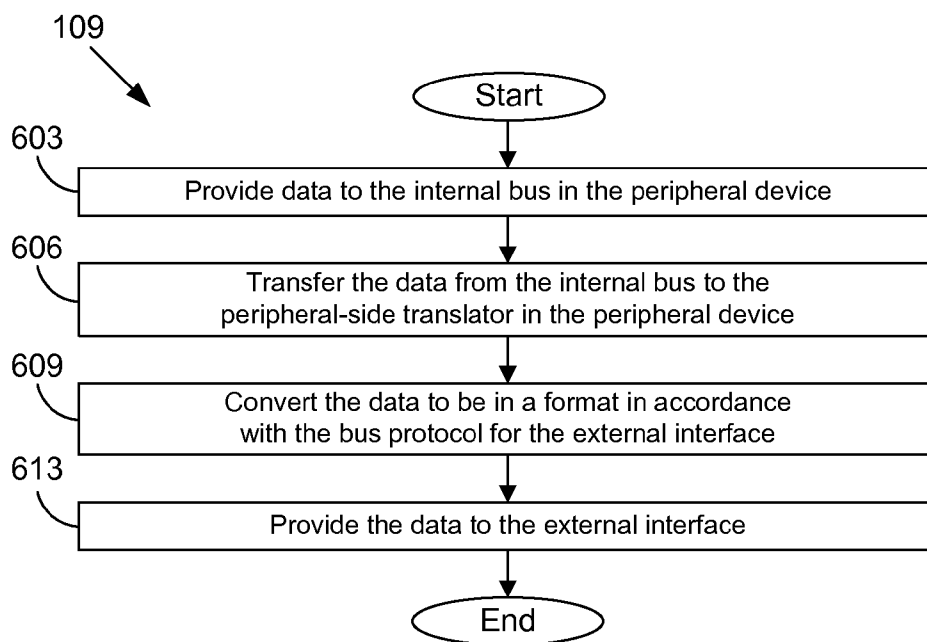 109
Start
603
Provide data to the internal bus in the peripheral device
606
Transfer the data from the internal bus to the
peripheral-side translator in the peripheral device
609
Convert the data to be in a format in accordance
with the bus protocol for the external interface
613
Provide the data to the external interface
End